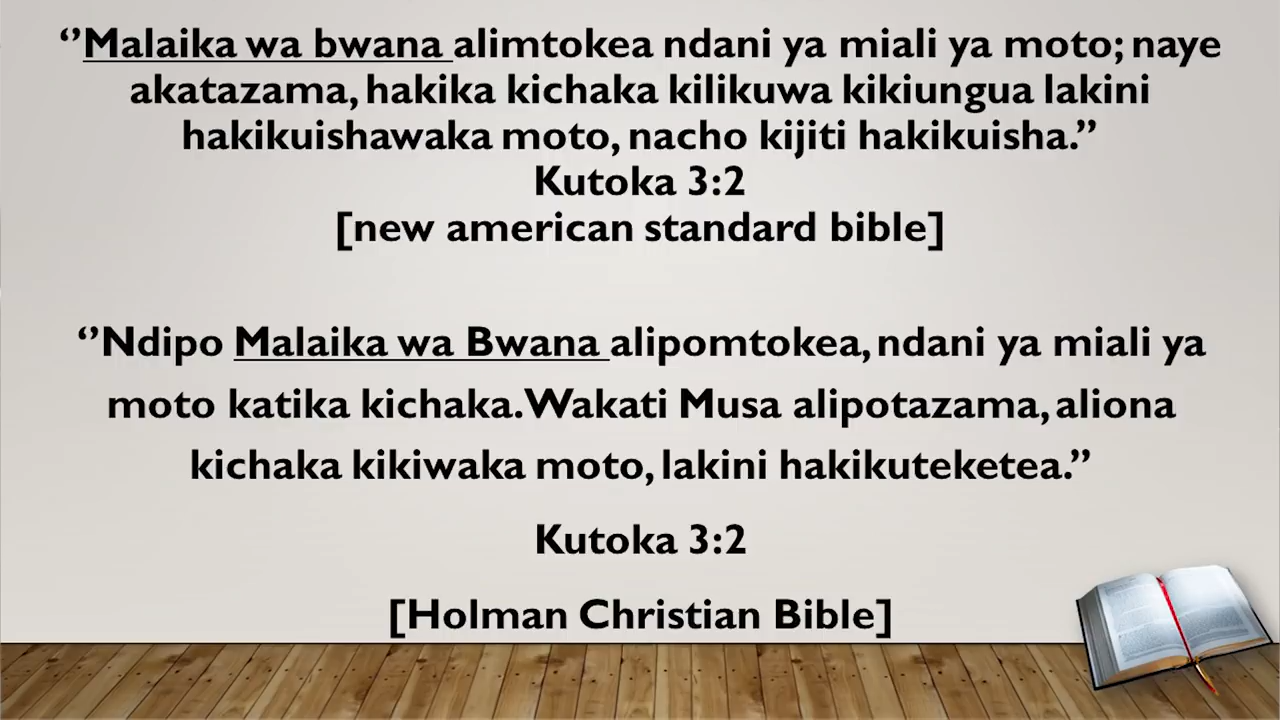 ‘’Malaika wa bwana alimtokea ndani ya miali ya moto; naye
akatazama, hakika kichaka kilikuwa kikiungua lakini
hakikuishawaka moto, nacho kijiti hakikuisha.’’
Kutoka 3:2
[new american standard bible]
‘’Ndipo Malaika wa Bwana alipomtokea, ndani ya miali ya
moto katika kichaka. Wakati Musa alipotazama, aliona
kichaka kikiwaka moto, lakini hakikuteketea.’’
Kutoka 3:2
[Holman Christian Bible]